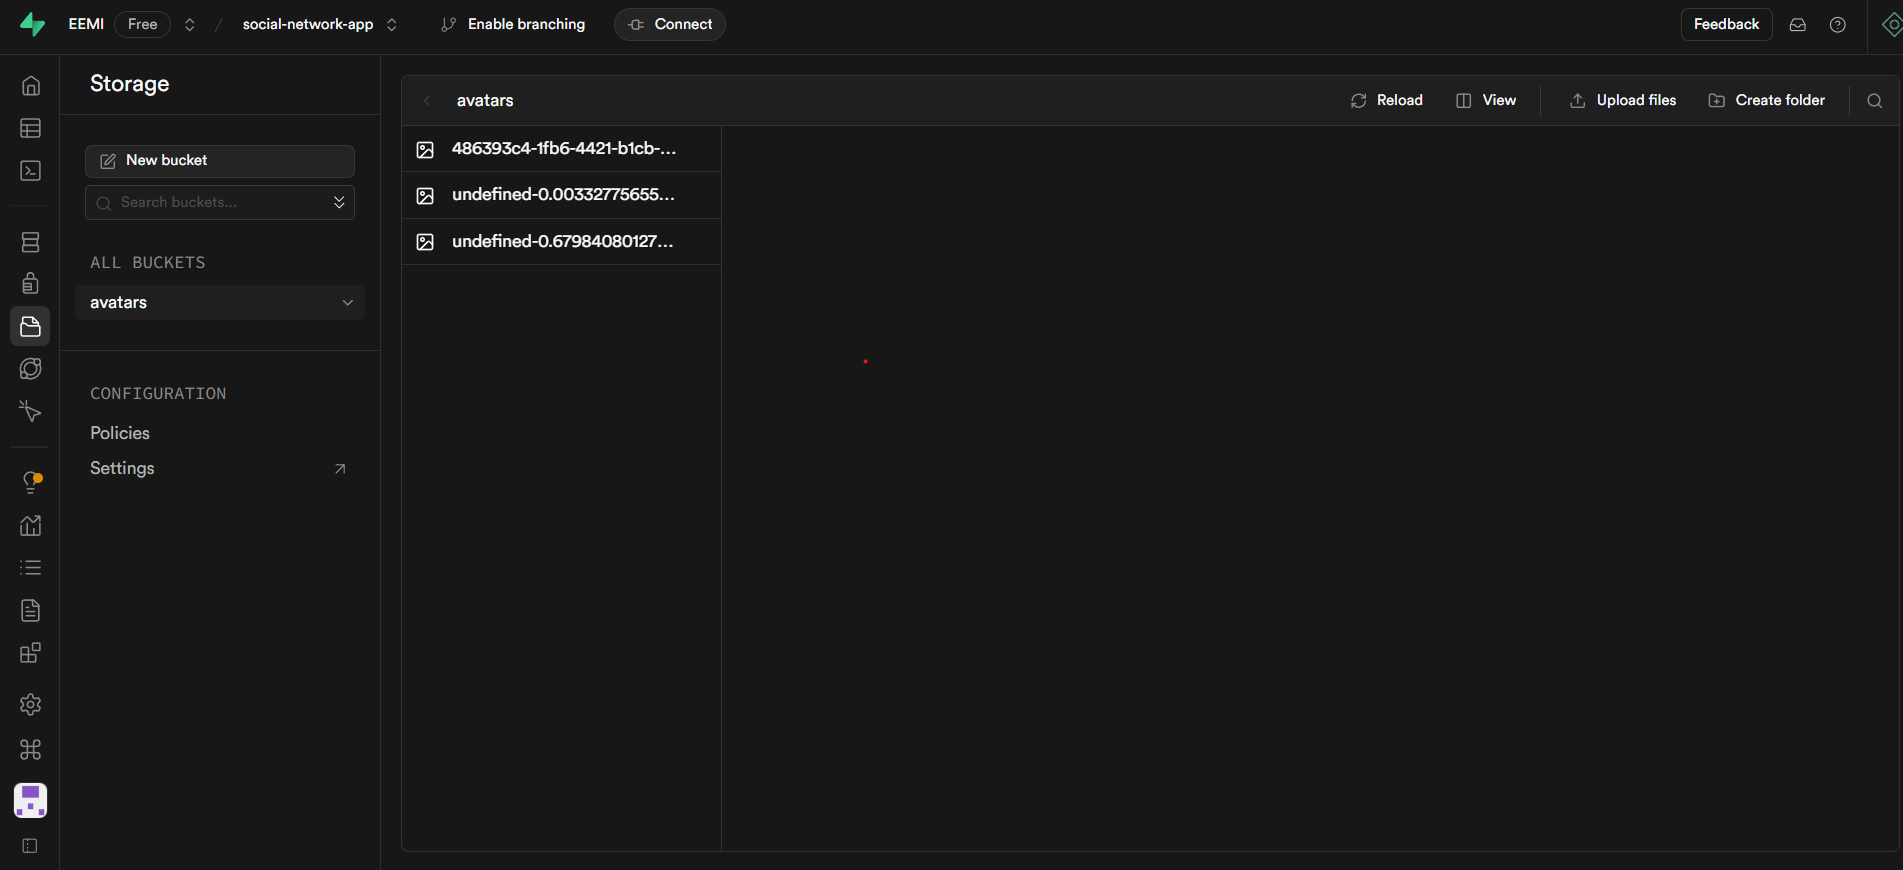 EEMI Free / social-network-app Enable branching Connect Feedback
Storage
New bucket
Search buckets...
ALL BUCKETS
avatars
CONFIGURATION
Policies
Settings
avatars Reload View Upload files Create folder
486393c4-1fb6-4421-b1cb-...
undefined-0.00332775655...
undefined-0.67984080127...